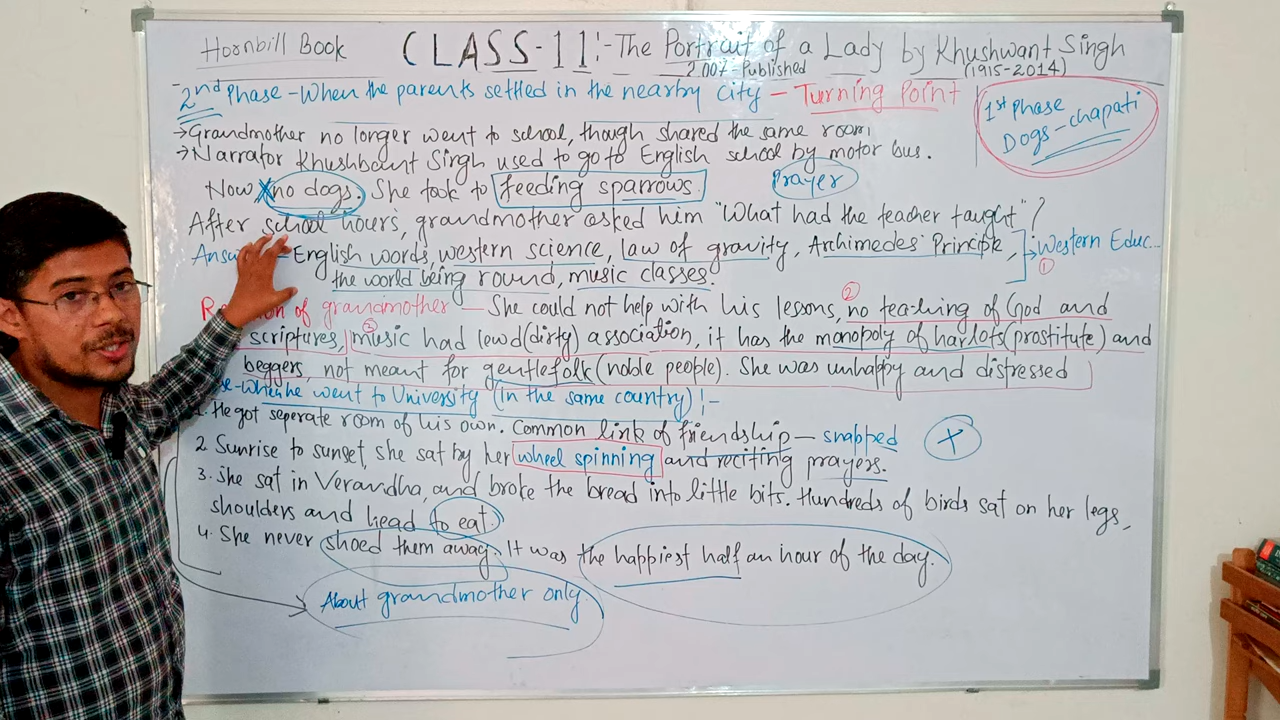 Hornbill Book
CLASS-11:- The Portrait of a Lady by Khushwant Singh
2007-Published
(1915-2014)
2nd Phase - When the parents settled in the nearby city - Turning Point
1st phase
Dogs - chapati
→ Grandmother no longer went to school, though shared the same room,
→ Narrator Khushbaunt Singh used to go to English school by motor bus.
Now no dogs. She took to feeding sparrows. Prayer
After school hours, grandmother asked him "What had the teacher taught"?
English words, western science, law of gravity, Archimedes Principle, Western Educ...
the world being round, music classes. 1
of grandmother - She could not help with his lessons, 2 no teaching of God and
scriptures, 3 music had lewd (dirty) association, it has the monopoly of harlots (prostitute) and
beggers, not meant for gentlefolk (noble people). She was unhappy and distressed
- When he went to University (in the same country):-
1. He got seperate room of his own. Common link of friendship - snapped X
2 Sunrise to sunset, she sat by her wheel spinning and reciting prayers.
3. She sat in Verandha, and broke the bread into little bits. Hundreds of birds sat on her legs,
shoulders and head to eat.
4. She never shoed them away. It was the happiest half an hour of the day.
About grandmother only